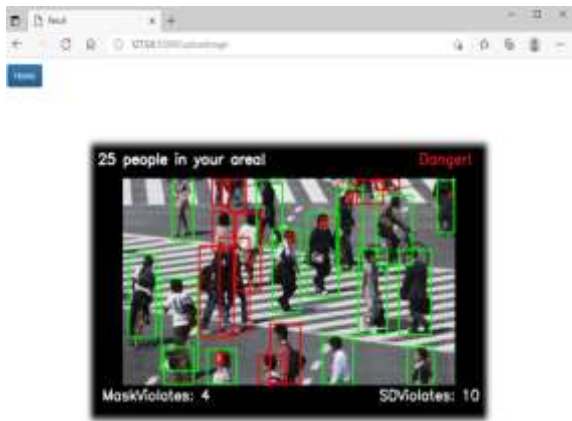 Result
Home
25 people in your area!
Danger!
MaskViolates: 4
SDViolates: 10